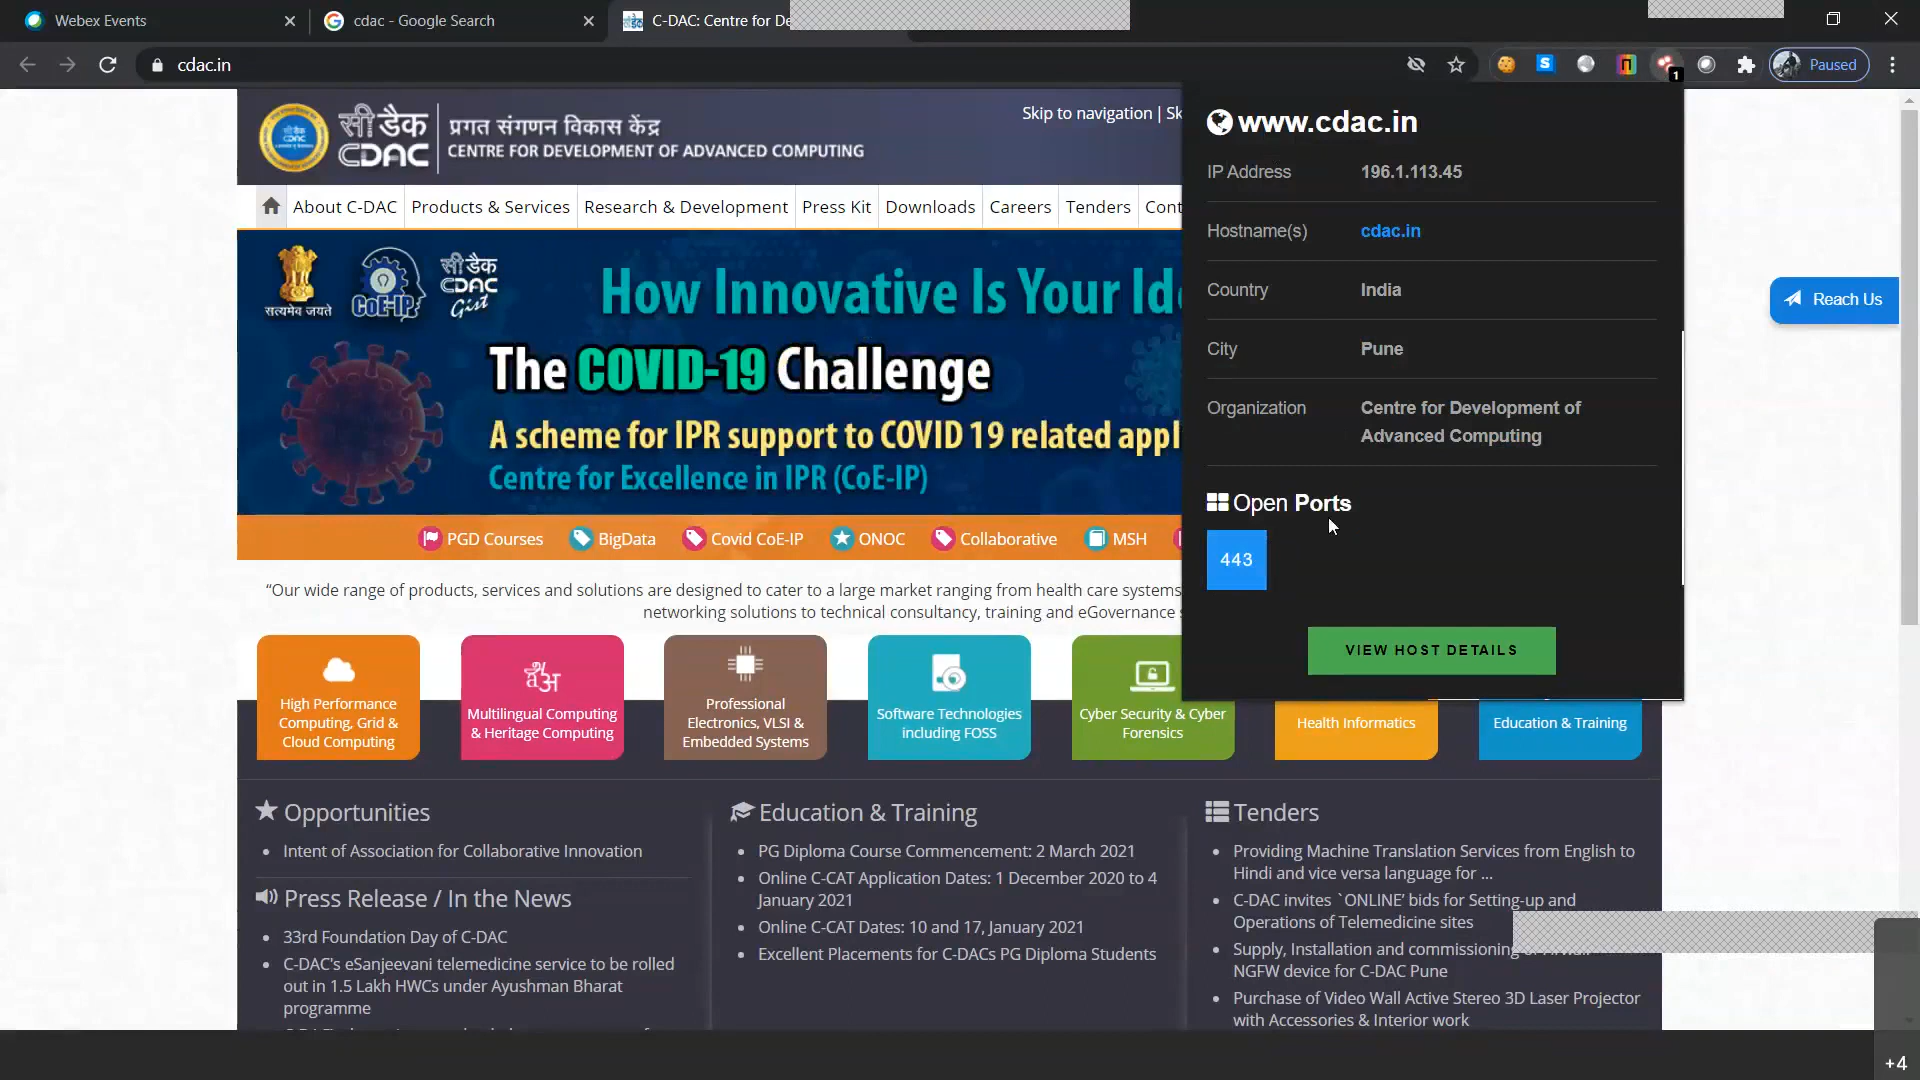 Webex Events
cdac - Google Search
C-DAC: Centre for De
cdac.in
S
1
Paused
सी डैक
CDAC
प्रगत संगणन विकास केंद्र
CENTRE FOR DEVELOPMENT OF ADVANCED COMPUTING
Skip to navigation | Sk
About C-DAC
Products & Services
Research & Development
Press Kit
Downloads
Careers
Tenders
Cont
सत्यमेव जयते
CoE-IP
सी डैक
CDAC
Gist
How Innovative Is Your Id
The COVID-19 Challenge
A scheme for IPR support to COVID 19 related appl
Centre for Excellence in IPR (CoE-IP)
PGD Courses
BigData
Covid CoE-IP
ONOC
Collaborative
MSH
“Our wide range of products, services and solutions are designed to cater to a large market ranging from health care systems
networking solutions to technical consultancy, training and eGovernance
High Performance
Computing, Grid &
Cloud Computing
Multilingual Computing
& Heritage Computing
Professional
Electronics, VLSI &
Embedded Systems
Software Technologies
including FOSS
Cyber Security & Cyber
Forensics
Health Informatics
Education & Training
www.cdac.in
IP Address
196.1.113.45
Hostname(s)
cdac.in
Country
India
City
Pune
Organization
Centre for Development of
Advanced Computing
Open Ports
443
VIEW HOST DETAILS
Reach Us
Opportunities
Intent of Association for Collaborative Innovation
Press Release / In the News
33rd Foundation Day of C-DAC
C-DAC's eSanjeevani telemedicine service to be rolled
out in 1.5 Lakh HWCs under Ayushman Bharat
programme
Education & Training
PG Diploma Course Commencement: 2 March 2021
Online C-CAT Application Dates: 1 December 2020 to 4
January 2021
Online C-CAT Dates: 10 and 17, January 2021
Excellent Placements for C-DACs PG Diploma Students
Tenders
Providing Machine Translation Services from English to
Hindi and vice versa language for ...
C-DAC invites `ONLINE’ bids for Setting-up and
Operations of Telemedicine sites
Supply, Installation and commissioning
NGFW device for C-DAC Pune
Purchase of Video Wall Active Stereo 3D Laser Projector
with Accessories & Interior work
+4